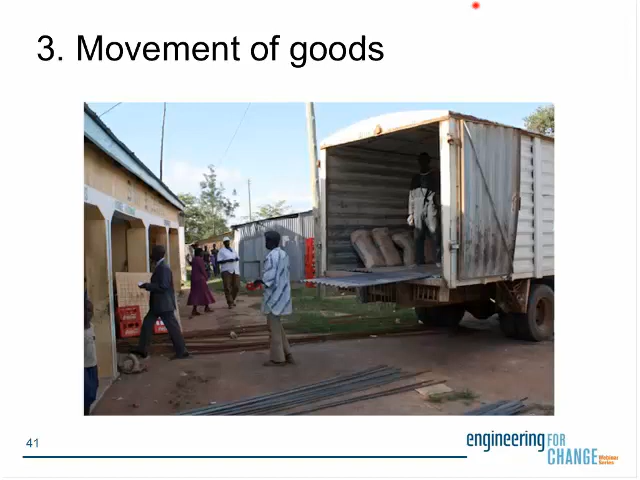 3. Movement of goods
41
engineering FOR
CHANGE Webinar
Series